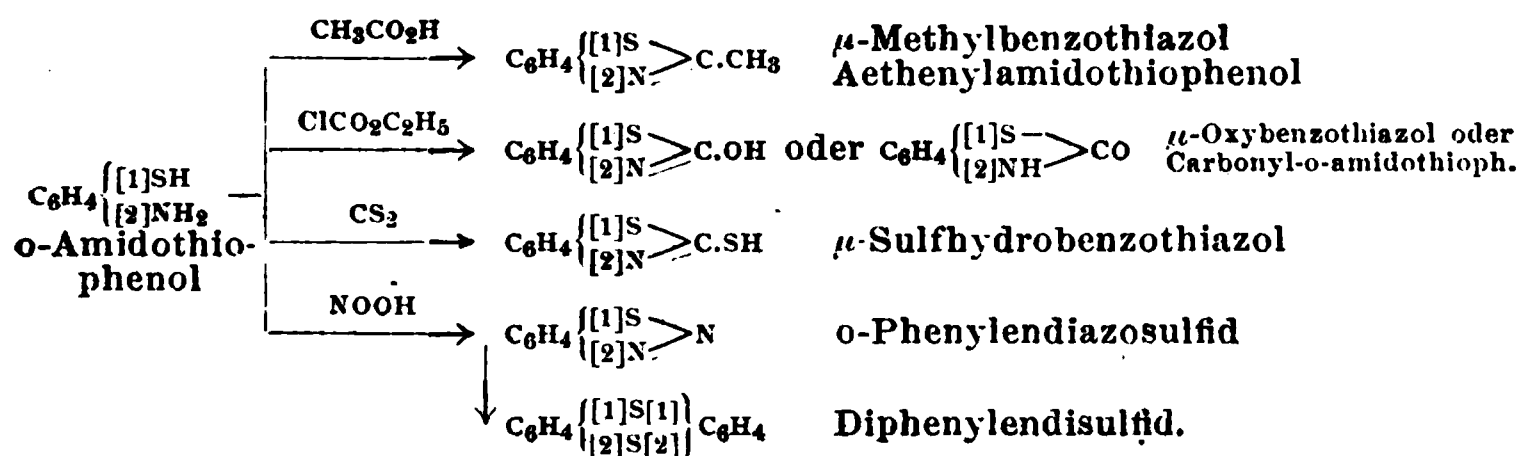 CH₃CO₂H
C₆H₄{[1]S [2]N>C.CH₃ μ-Methylbenzothiazol
Aethenylamidothiophenol
ClCO₂C₂H₅
C₆H₄{[1]S [2]N>C.OH oder C₆H₄{[1]S [2]NH>CO μ-Oxybenzothiazol oder
Carbonyl-o-amidothioph.
C₆H₄{[1]SH [2]NH₂
o-Amidothio-
phenol
CS₂
C₆H₄{[1]S [2]N>C.SH μ-Sulfhydrobenzothiazol
NOOH
C₆H₄{[1]S [2]N>N o-Phenylendiazosulfid
C₆H₄{[1]S[1] [2]S[2]}C₆H₄ Diphenylendisulfid.